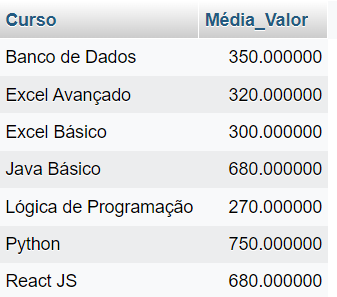 Curso Média_Valor
Banco de Dados 350.000000
Excel Avançado 320.000000
Excel Básico 300.000000
Java Básico 680.000000
Lógica de Programação 270.000000
Python 750.000000
React JS 680.000000